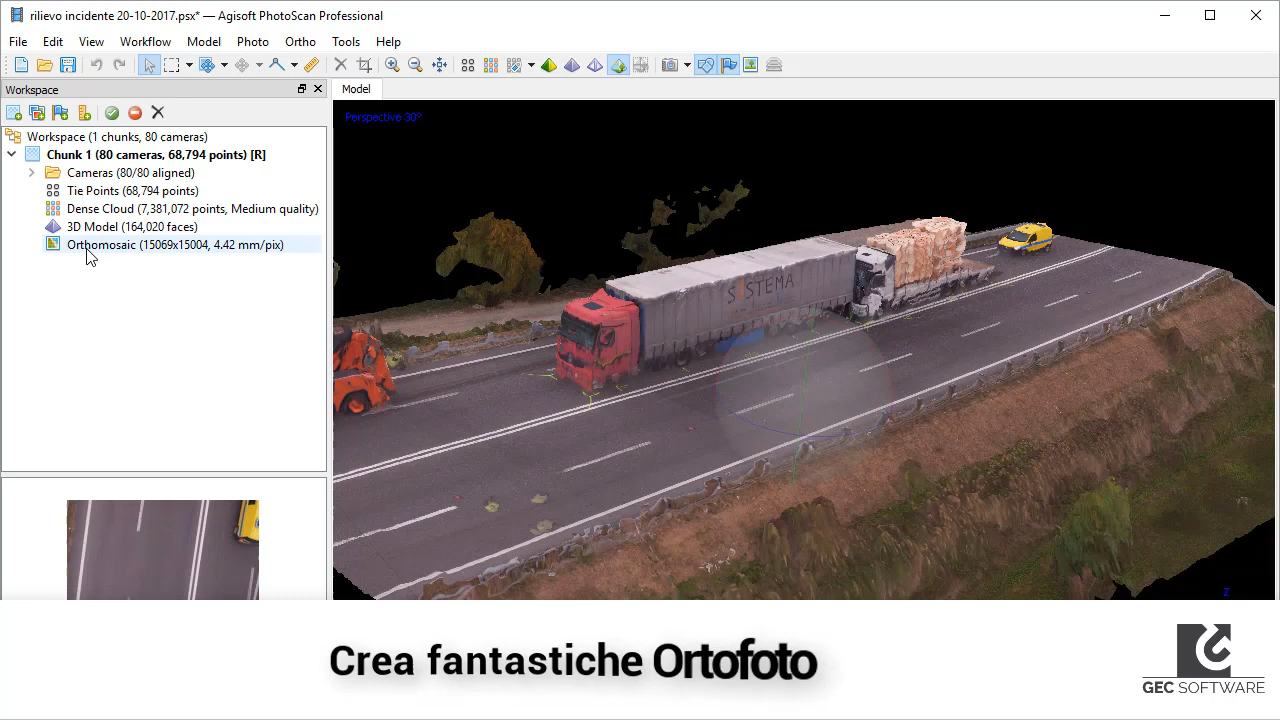 rilievo incidente 20-10-2017.psx* — Agisoft PhotoScan Professional
File Edit View Workflow Model Photo Ortho Tools Help
Workspace
Model
Perspective 30°
Workspace (1 chunks, 80 cameras)
Chunk 1 (80 cameras, 68,794 points) [R]
Cameras (80/80 aligned)
Tie Points (68,794 points)
Dense Cloud (7,381,072 points, Medium quality)
3D Model (164,020 faces)
Orthomosaic (15069x15004, 4.42 mm/pix)
SISTEMA
Z
Crea fantastiche Ortofoto
GEC SOFTWARE